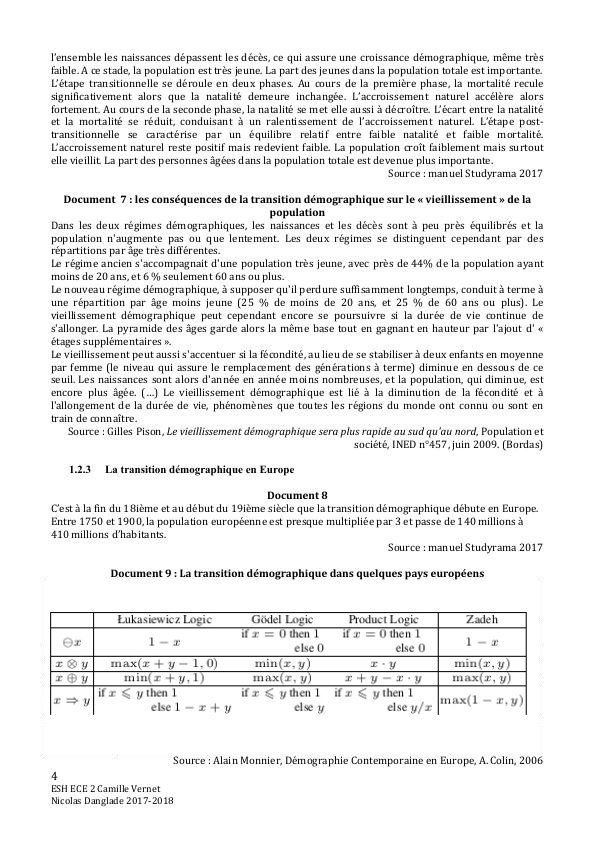 l’ensemble les naissances dépassent les décès, ce qui assure une croissance démographique, même très
faible. A ce stade, la population est très jeune. La part des jeunes dans la population totale est importante.
L’étape transitionnelle se déroule en deux phases. Au cours de la première phase, la mortalité recule
significativement alors que la natalité demeure inchangée. L’accroissement naturel accélère alors
fortement. Au cours de la seconde phase, la natalité se met elle aussi à décroître. L’écart entre la natalité
et la mortalité se réduit, conduisant à un ralentissement de l’accroissement naturel. L’étape post-
transitionnelle se caractérise par un équilibre relatif entre faible natalité et faible mortalité.
L’accroissement naturel reste positif mais redevient faible. La population croît faiblement mais surtout
elle vieillit. La part des personnes âgées dans la population totale est devenue plus importante.
Source : manuel Studyrama 2017
Document 7 : les conséquences de la transition démographique sur le « vieillissement » de la
population
Dans les deux régimes démographiques, les naissances et les décès sont à peu près équilibrés et la
population n'augmente pas ou que lentement. Les deux régimes se distinguent cependant par des
répartitions par âge très différentes.
Le régime ancien s'accompagnait d'une population très jeune, avec près de 44% de la population ayant
moins de 20 ans, et 6 % seulement 60 ans ou plus.
Le nouveau régime démographique, à supposer qu'il perdure suffisamment longtemps, conduit à terme à
une répartition par âge moins jeune (25 % de moins de 20 ans, et 25 % de 60 ans ou plus). Le
vieillissement démographique peut cependant encore se poursuivre si la durée de vie continue de
s'allonger. La pyramide des âges garde alors la même base tout en gagnant en hauteur par l'ajout d' «
étages supplémentaires ».
Le vieillissement peut aussi s'accentuer si la fécondité, au lieu de se stabiliser à deux enfants en moyenne
par femme (le niveau qui assure le remplacement des générations à terme) diminue en dessous de ce
seuil. Les naissances sont alors d'année en année moins nombreuses, et la population, qui diminue, est
encore plus âgée. (…) Le vieillissement démographique est lié à la diminution de la fécondité et à
l'allongement de la durée de vie, phénomènes que toutes les régions du monde ont connu ou sont en
train de connaître.
Source : Gilles Pison, Le vieillissement démographique sera plus rapide au sud qu’au nord, Population et
société, INED n°457, juin 2009. (Bordas)
1.2.3 La transition démographique en Europe
Document 8
C’est à la fin du 18ième et au début du 19ième siècle que la transition démographique débute en Europe.
Entre 1750 et 1900, la population européenne est presque multipliée par 3 et passe de 140 millions à
410 millions d’habitants.
Source : manuel Studyrama 2017
Document 9 : La transition démographique dans quelques pays européens
Łukasiewicz Logic Gödel Logic Product Logic Zadeh
⊖x 1 − x if x = 0 then 1 else 0 if x = 0 then 1 else 0 1 − x
x ⊗ y max(x + y − 1, 0) min(x, y) x · y min(x, y)
x ⊕ y min(x + y, 1) max(x, y) x + y − x · y max(x, y)
x ⇒ y if x ⩽ y then 1 else 1 − x + y if x ⩽ y then 1 else y if x ⩽ y then 1 else y/x max(1 − x, y)
Source : Alain Monnier, Démographie Contemporaine en Europe, A. Colin, 2006
4
ESH ECE 2 Camille Vernet
Nicolas Danglade 2017-2018